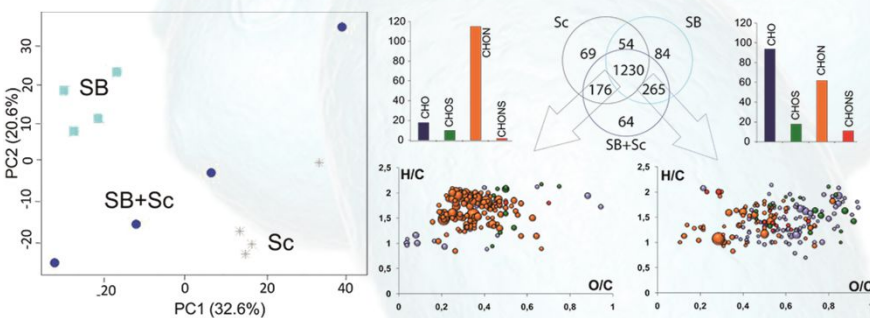 PC2 (20.6%)
30
20
10
0
-10
-20
SB
SB+Sc
Sc
-20
0
20
40
PC1 (32.6%)
120
100
80
60
40
20
0
CHO
CHOS
CHON
CHONS
Sc
SB
69
54
84
1230
176
265
64
SB+Sc
120
100
80
60
40
20
0
CHO
CHOS
CHON
CHONS
H/C
2,5
2
1,5
1
0,5
0
0
0,2
0,4
0,6
0,8
1
O/C
H/C
2,5
2
1,5
1
0,5
0
0
0,2
0,4
0,6
0,8
O/C